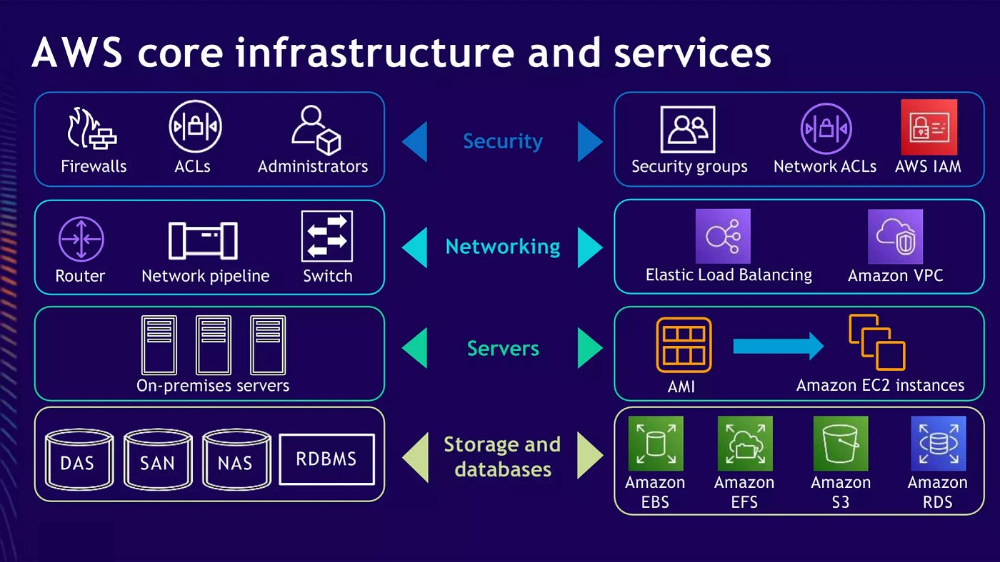 AWS core infrastructure and services
Firewalls
ACLs
Administrators
Security
Security groups
Network ACLs
AWS IAM
Router
Network pipeline
Switch
Networking
Elastic Load Balancing
Amazon VPC
On-premises servers
Servers
AMI
Amazon EC2 instances
DAS
SAN
NAS
RDBMS
Storage and
databases
Amazon
EBS
Amazon
EFS
Amazon
S3
Amazon
RDS